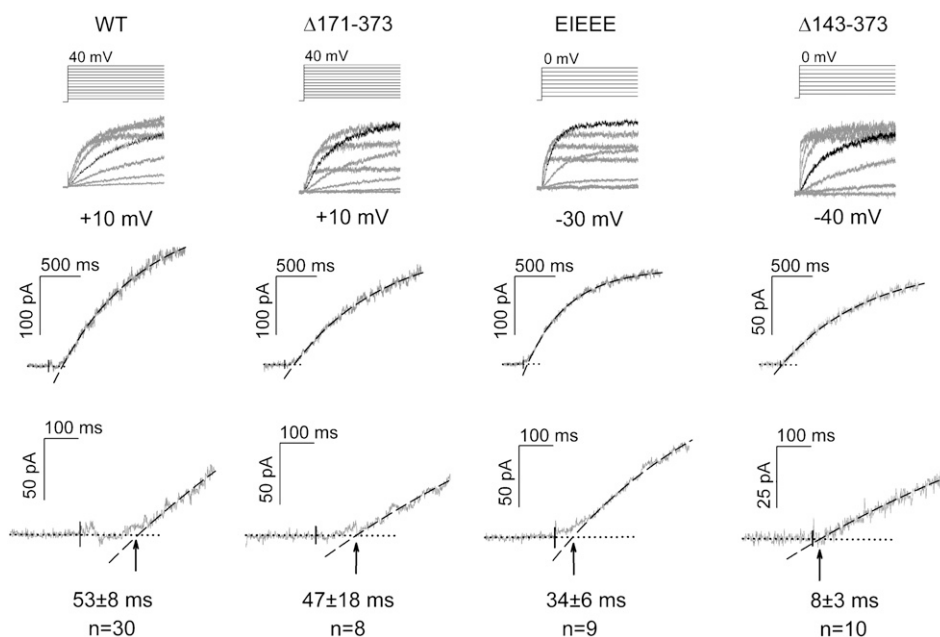 WT Δ171-373 EIEEE Δ143-373
40 mV 40 mV 0 mV 0 mV
+10 mV +10 mV -30 mV -40 mV
500 ms 500 ms 500 ms 500 ms
100 pA 100 pA 100 pA 50 pA
100 ms 100 ms 100 ms 100 ms
50 pA 50 pA 50 pA 25 pA
53±8 ms 47±18 ms 34±6 ms 8±3 ms
n=30 n=8 n=9 n=10